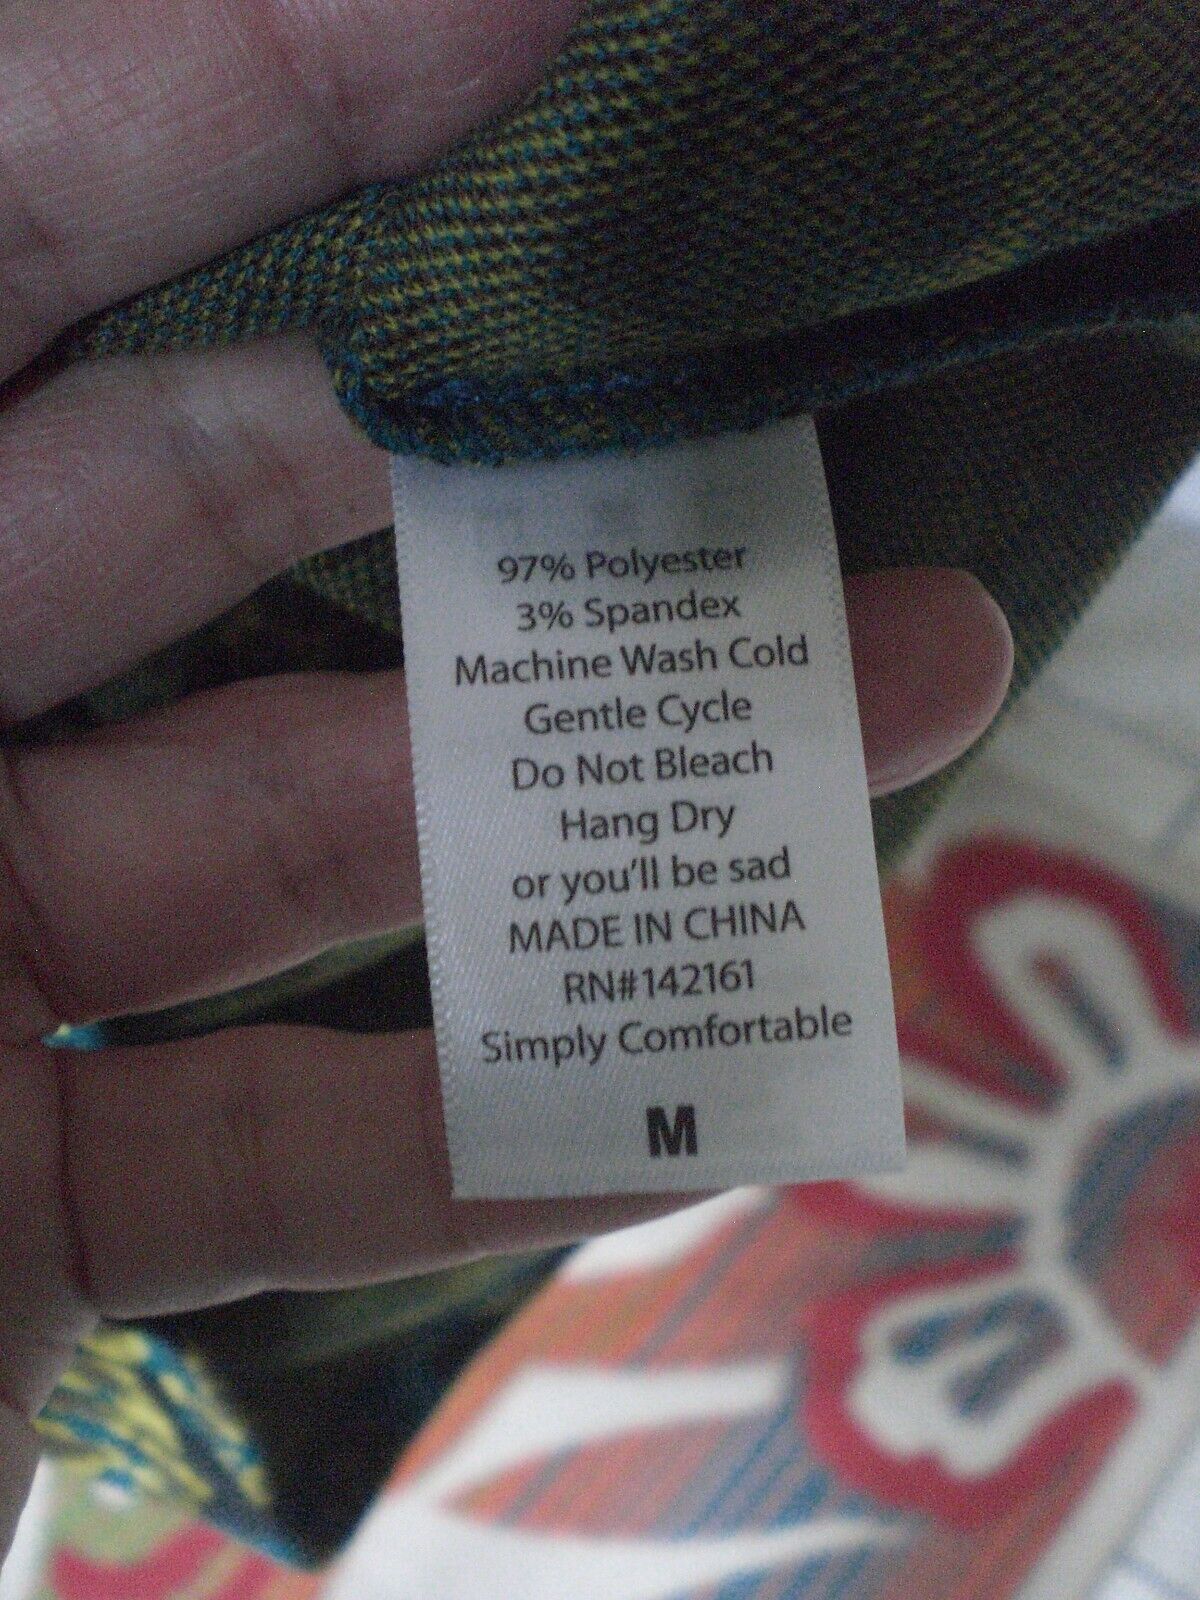 97% Polyester
3% Spandex
Machine Wash Cold
Gentle Cycle
Do Not Bleach
Hang Dry
or you'll be sad
MADE IN CHINA
RN#142161
Simply Comfortable
M